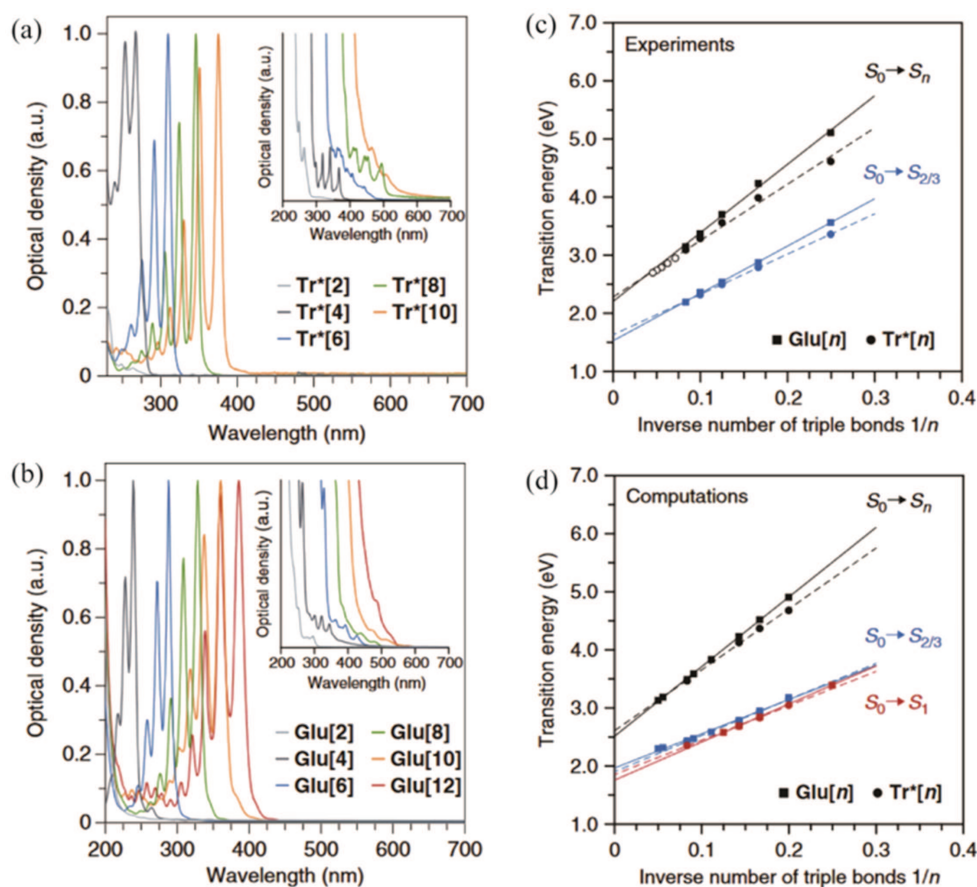 (a)
Optical density (a.u.)
1.0
0.8
0.6
0.4
0.2
0
300 400 500 600 700
Wavelength (nm)
Optical density (a.u.)
200 300 400 500 600 700
Wavelength (nm)
Tr*[2]
Tr*[4]
Tr*[6]
Tr*[8]
Tr*[10]
(b)
Optical density (a.u.)
1.0
0.8
0.6
0.4
0.2
0
200 300 400 500 600 700
Wavelength (nm)
Optical density (a.u.)
200 300 400 500 600 700
Wavelength (nm)
Glu[2]
Glu[4]
Glu[6]
Glu[8]
Glu[10]
Glu[12]
(c)
Experiments
Transition energy (eV)
7.0
6.0
5.0
4.0
3.0
2.0
1.0
S0→Sn
S0→S2/3
Glu[n] Tr*[n]
0 0.1 0.2 0.3 0.4
Inverse number of triple bonds 1/n
(d)
Computations
Transition energy (eV)
7.0
6.0
5.0
4.0
3.0
2.0
1.0
S0→Sn
S0→S2/3
S0→S1
Glu[n] Tr*[n]
0 0.1 0.2 0.3 0.4
Inverse number of triple bonds 1/n